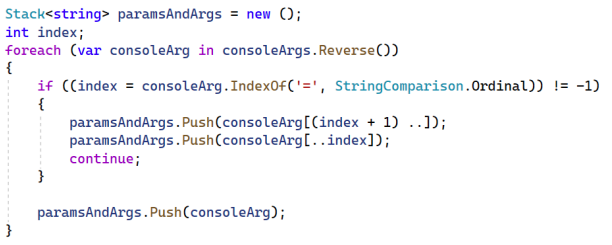 Stack<string> paramsAndArgs = new ();
int index;
foreach (var consoleArg in consoleArgs.Reverse())
{
    if ((index = consoleArg.IndexOf('=', StringComparison.Ordinal)) != -1)
    {
        paramsAndArgs.Push(consoleArg[(index + 1) ..]);
        paramsAndArgs.Push(consoleArg[..index]);
        continue;
    }

    paramsAndArgs.Push(consoleArg);
}